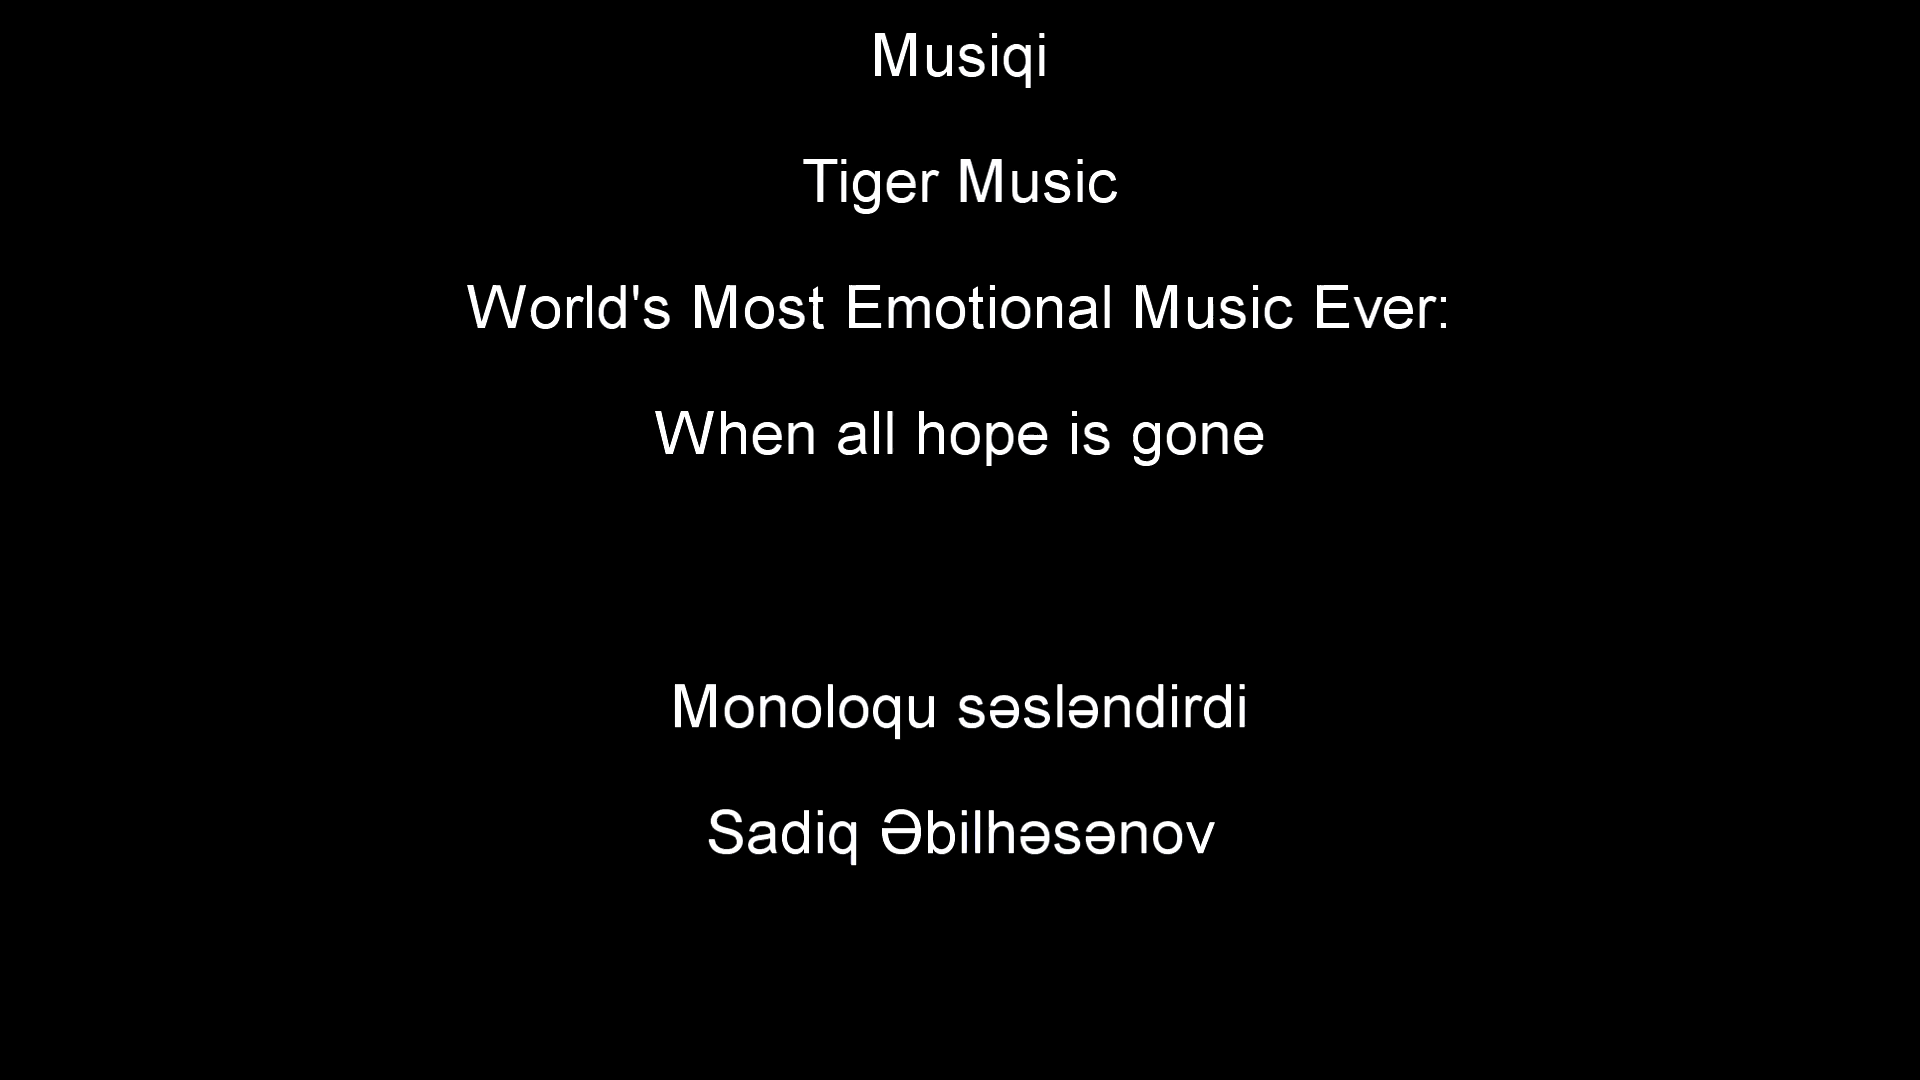 Musiqi
Tiger Music
World's Most Emotional Music Ever:
When all hope is gone
Monoloqu səsləndirdi
Sadiq Əbilhəsənov